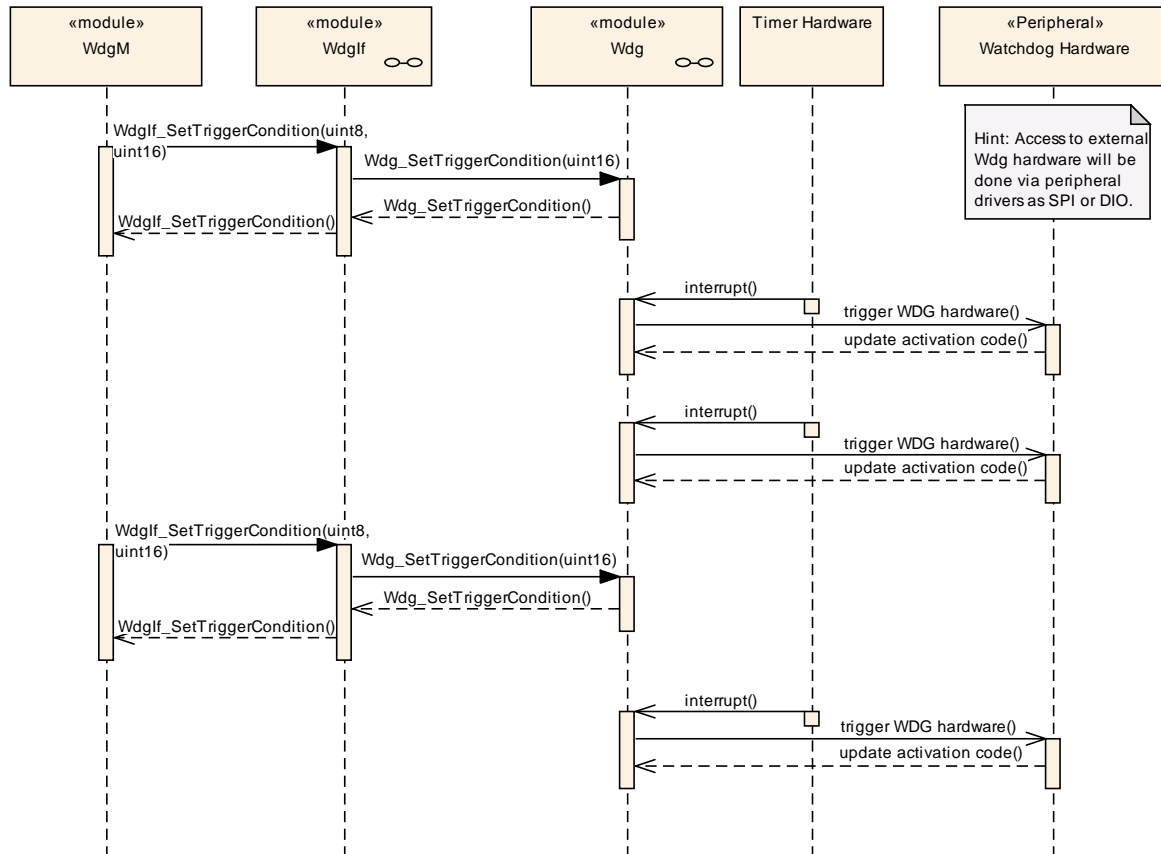 «module»
WdgM
«module»
WdgIf
«module»
Wdg
Timer Hardware
«Peripheral»
Watchdog Hardware
Hint: Access to external
Wdg hardware will be
done via peripheral
drivers as SPI or DIO.
WdgIf_SetTriggerCondition(uint8,
uint16)
Wdg_SetTriggerCondition(uint16)
Wdg_SetTriggerCondition()
WdgIf_SetTriggerCondition()
interrupt()
trigger WDG hardware()
update activation code()
interrupt()
trigger WDG hardware()
update activation code()
WdgIf_SetTriggerCondition(uint8,
uint16)
Wdg_SetTriggerCondition(uint16)
Wdg_SetTriggerCondition()
WdgIf_SetTriggerCondition()
interrupt()
trigger WDG hardware()
update activation code()